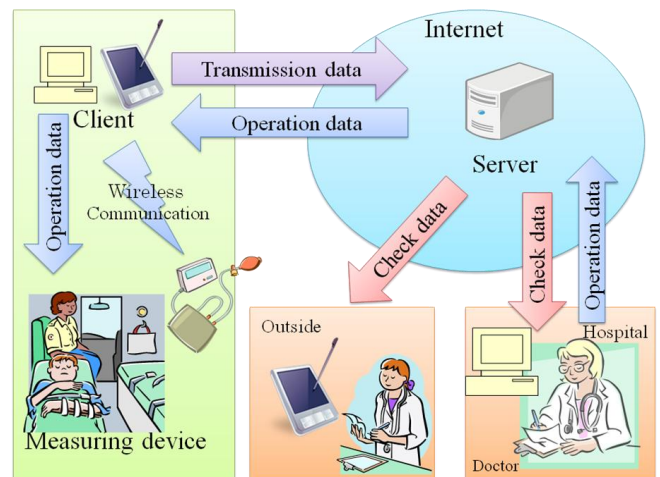 Internet
Transmission data
Operation data
Client
Server
Operation data
Wireless
Communication
Check data
Check data
Operation data
Outside
Hospital
Measuring device
Doctor